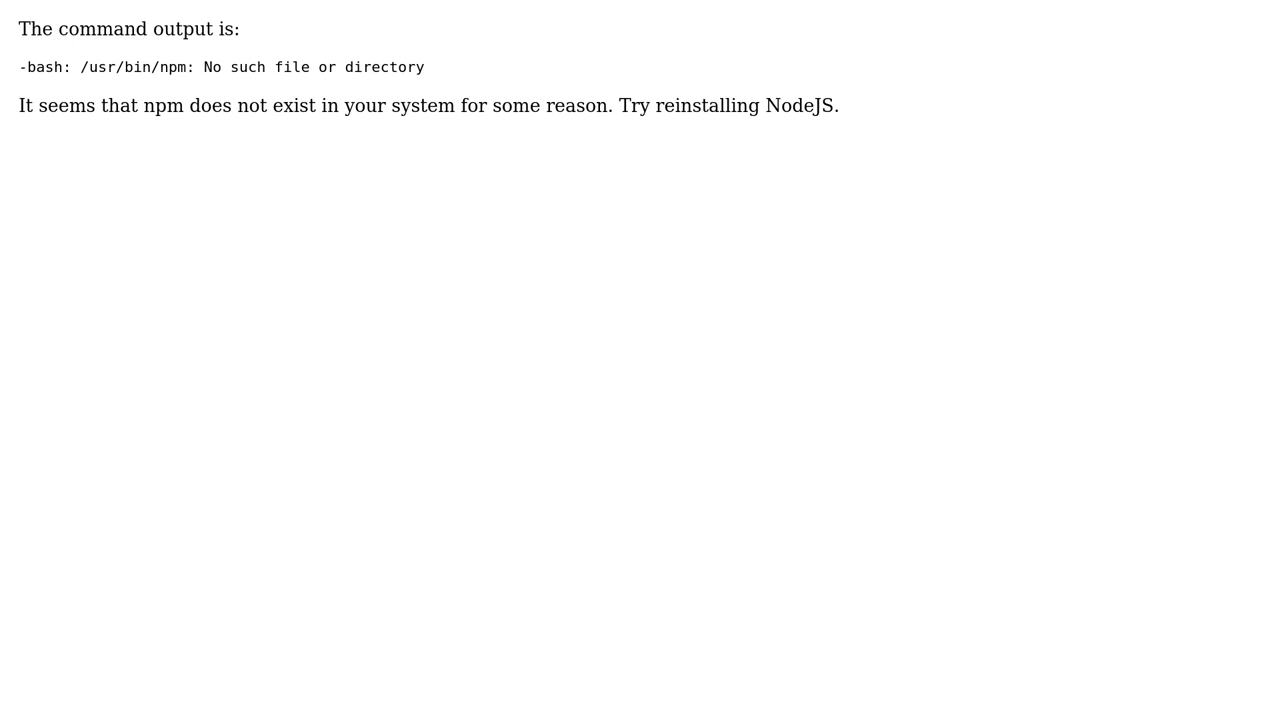 The command output is:
-bash: /usr/bin/npm: No such file or directory
It seems that npm does not exist in your system for some reason. Try reinstalling NodeJS.